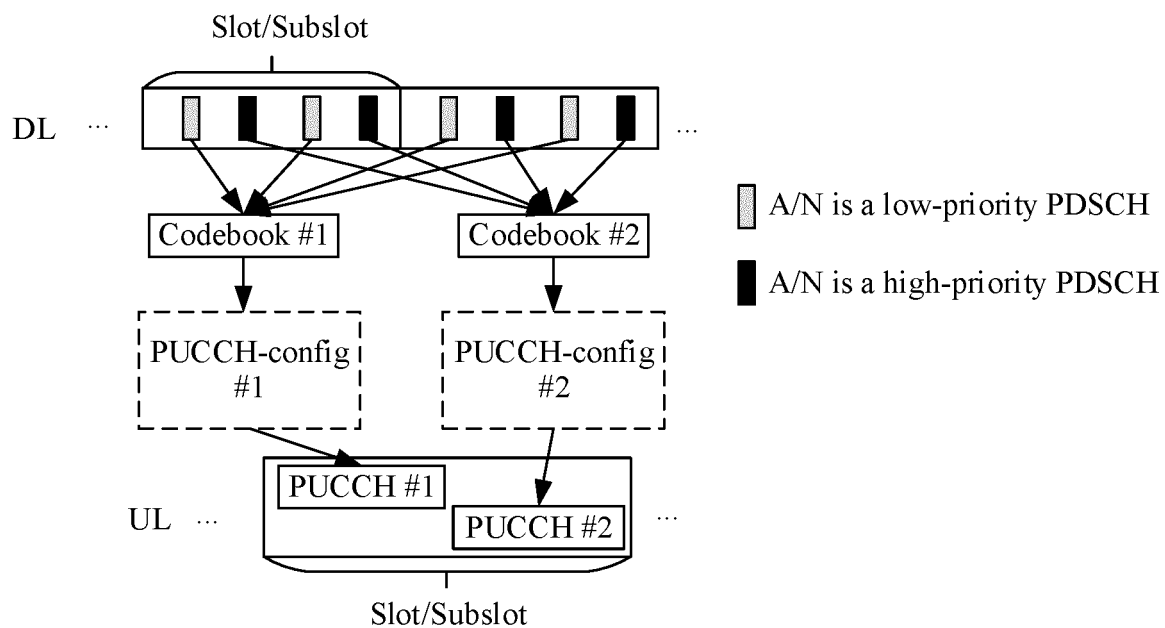 Slot/Subslot
DL ... ...
Codebook #1
Codebook #2
A/N is a low-priority PDSCH
A/N is a high-priority PDSCH
PUCCH-config
#1
PUCCH-config
#2
PUCCH #1
UL ... ...
PUCCH #2
Slot/Subslot